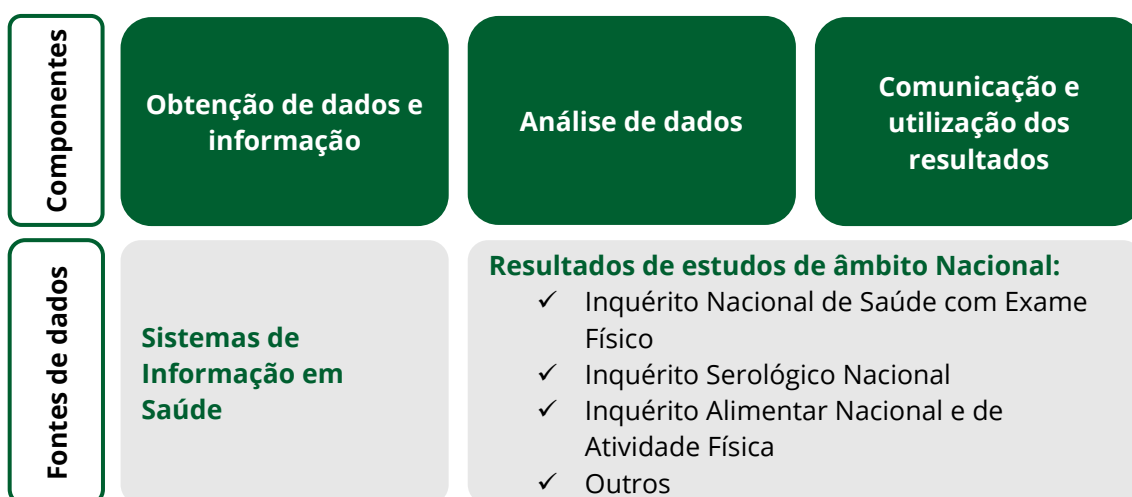 Componentes
Obtenção de dados e
informação
Análise de dados
Comunicação e
utilização dos
resultados
Fontes de dados
Sistemas de
Informação em
Saúde
Resultados de estudos de âmbito Nacional:
✓ Inquérito Nacional de Saúde com Exame
Físico
✓ Inquérito Serológico Nacional
✓ Inquérito Alimentar Nacional e de
Atividade Física
✓ Outros